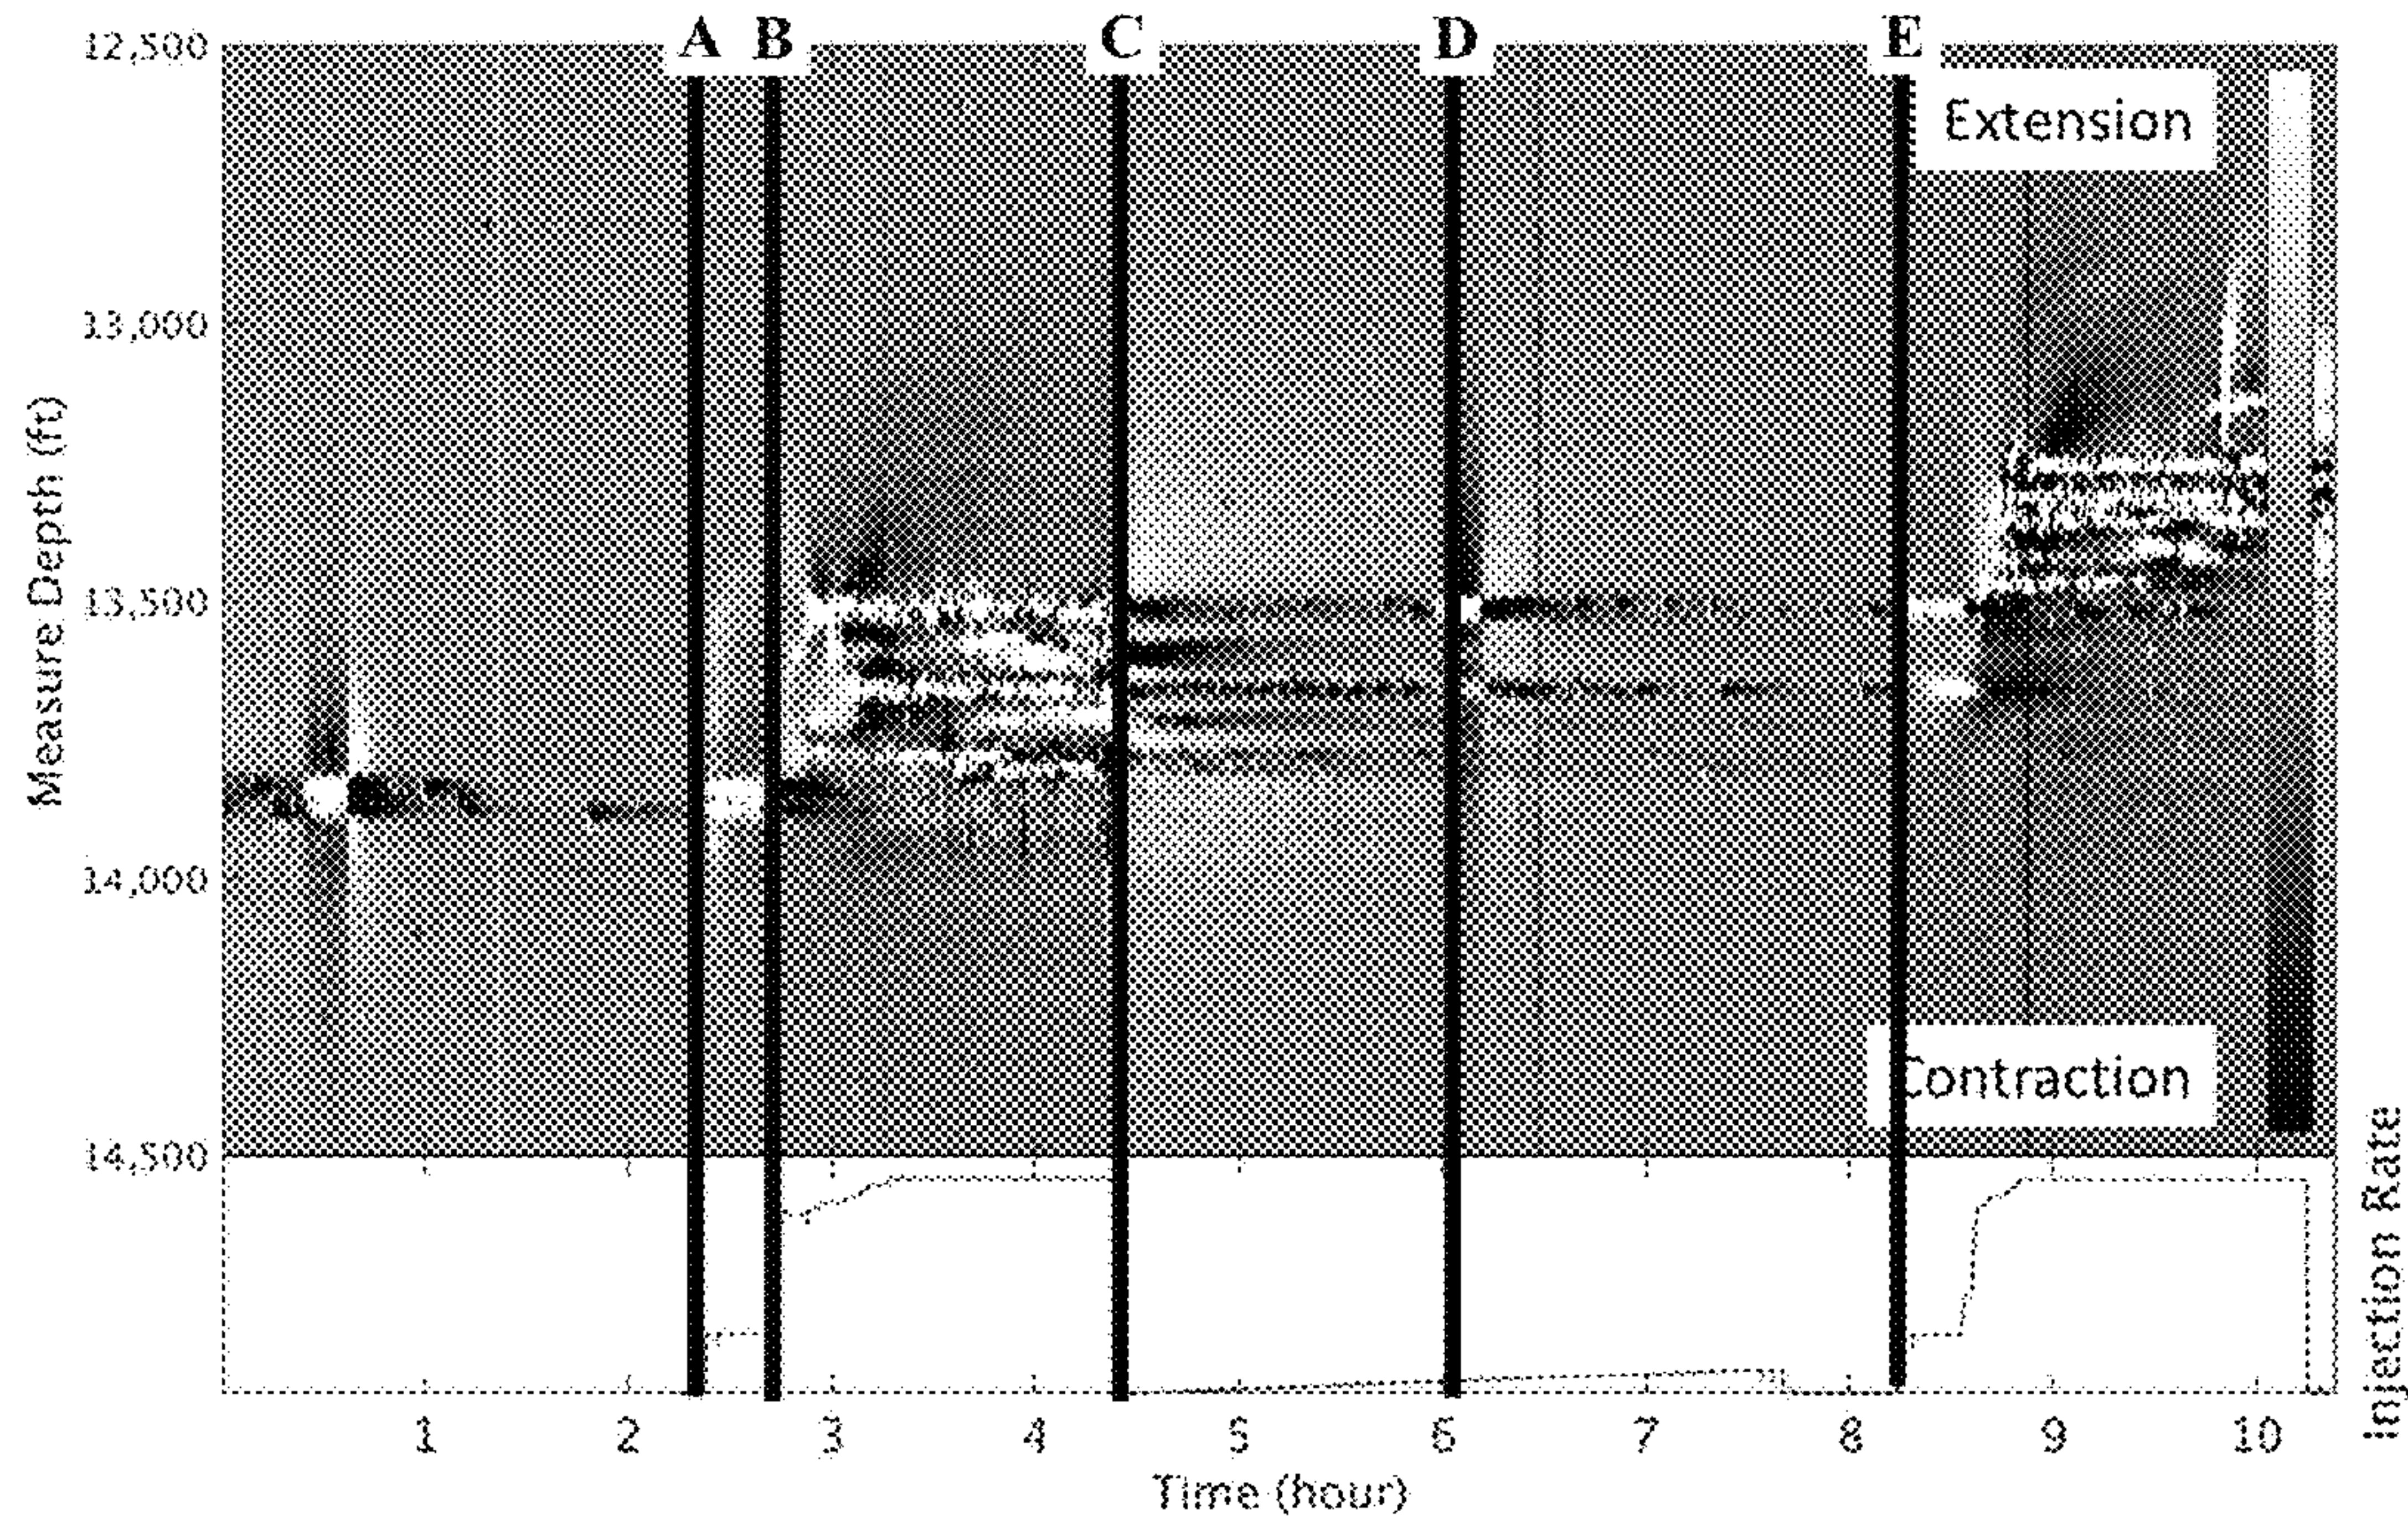 A B C D E
12,500
Extension
13,000
13,500
14,000
Contraction
14,500
Measure Depth (ft)
Injection Rate
1 2 3 4 5 6 7 8 9 10
Time (hour)